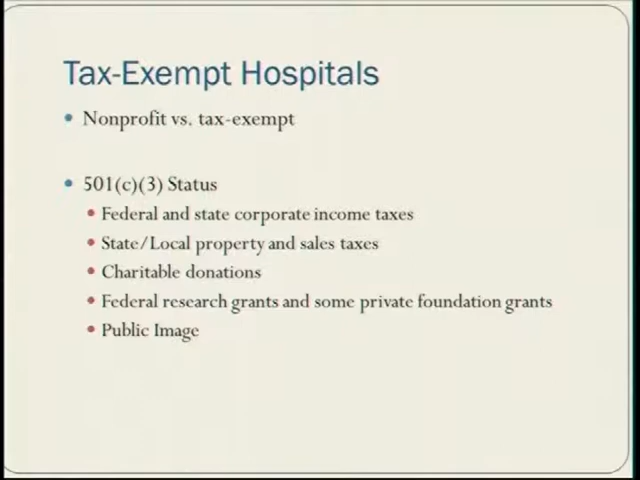 Tax-Exempt Hospitals
Nonprofit vs. tax-exempt
501(c)(3) Status
Federal and state corporate income taxes
State/Local property and sales taxes
Charitable donations
Federal research grants and some private foundation grants
Public Image